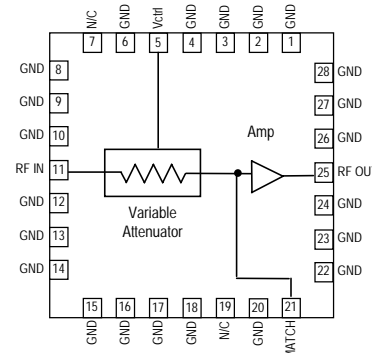 N/C GND Vctrl GND GND GND GND
7 6 5 4 3 2 1
GND 8
28 GND
GND 9
27 GND
GND 10
26 GND
Amp
RF IN 11
25 RF OU
GND 12
24 GND
Variable
Attenuator
GND 13
23 GND
GND 14
22 GND
15 16 17 18 19 20 21
GND GND GND GND N/C GND MATCH